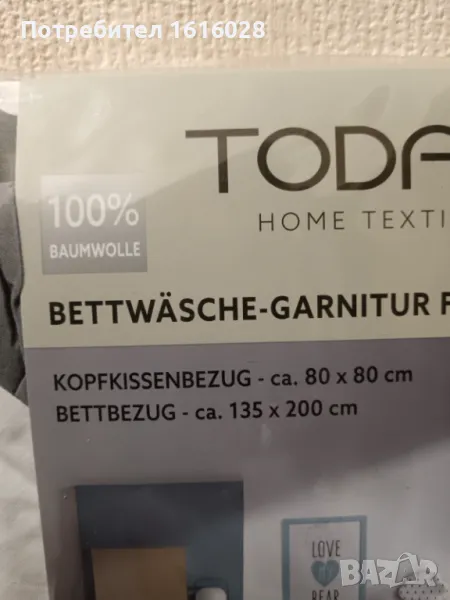 Потребител 1616028
TODA
HOME TEXTI
100%
BAUMWOLLE
BETTWÄSCHE-GARNITUR F
KOPFKISSENBEZUG - ca. 80 x 80 cm
BETTBEZUG - ca. 135 x 200 cm
LOVE
BEAR
BAZAR